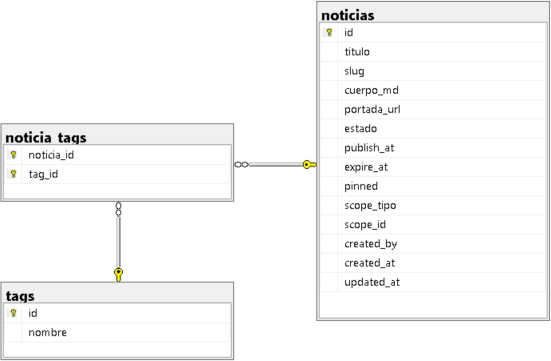 noticias
id
titulo
slug
cuerpo_md
portada_url
estado
publish_at
expire_at
pinned
scope_tipo
scope_id
created_by
created_at
updated_at
noticia_tags
noticia_id
tag_id
tags
id
nombre